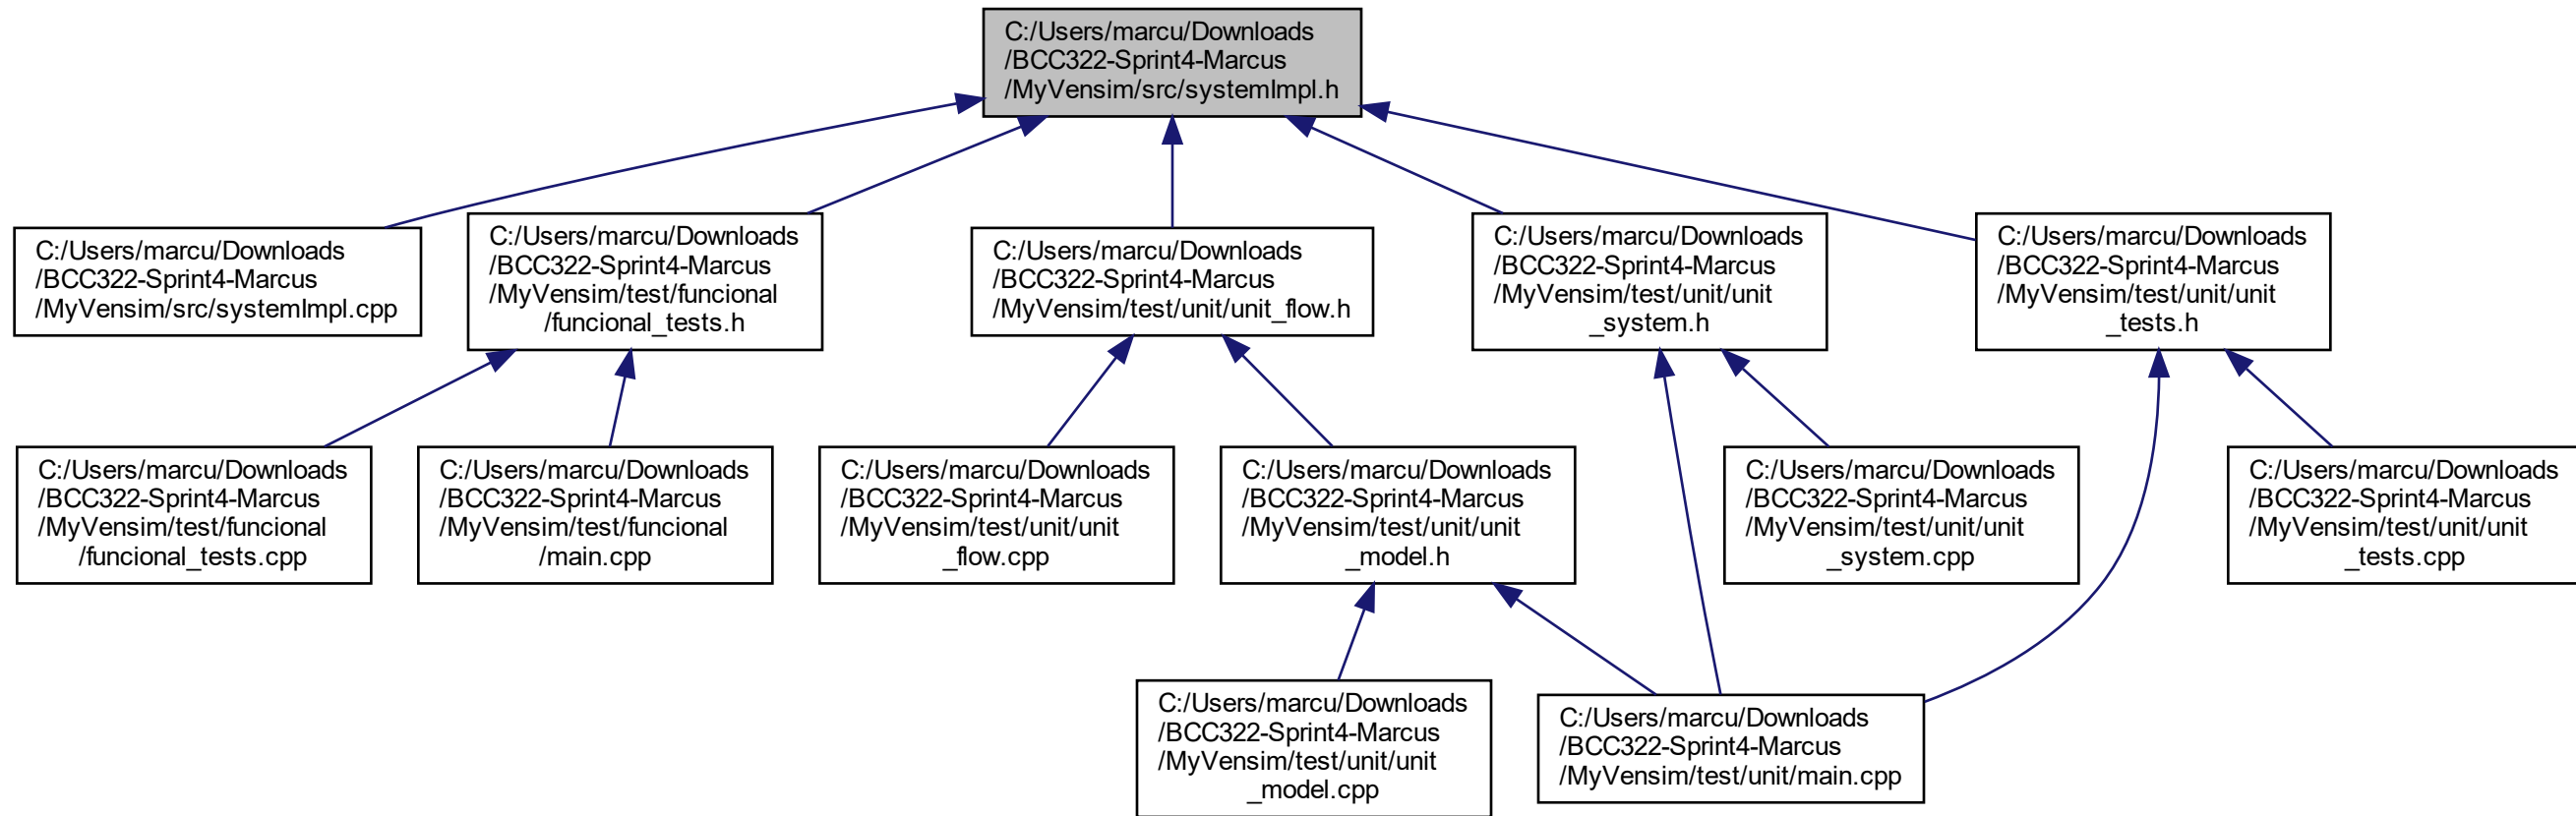 C:/Users/marcu/Downloads
/BCC322-Sprint4-Marcus
/MyVensim/src/systemImpl.h
C:/Users/marcu/Downloads
/BCC322-Sprint4-Marcus
/MyVensim/src/systemImpl.cpp
C:/Users/marcu/Downloads
/BCC322-Sprint4-Marcus
/MyVensim/test/funcional
/funcional_tests.h
C:/Users/marcu/Downloads
/BCC322-Sprint4-Marcus
/MyVensim/test/unit/unit_flow.h
C:/Users/marcu/Downloads
/BCC322-Sprint4-Marcus
/MyVensim/test/unit/unit
_system.h
C:/Users/marcu/Downloads
/BCC322-Sprint4-Marcus
/MyVensim/test/unit/unit
_tests.h
C:/Users/marcu/Downloads
/BCC322-Sprint4-Marcus
/MyVensim/test/funcional
/funcional_tests.cpp
C:/Users/marcu/Downloads
/BCC322-Sprint4-Marcus
/MyVensim/test/funcional
/main.cpp
C:/Users/marcu/Downloads
/BCC322-Sprint4-Marcus
/MyVensim/test/unit/unit
_flow.cpp
C:/Users/marcu/Downloads
/BCC322-Sprint4-Marcus
/MyVensim/test/unit/unit
_model.h
C:/Users/marcu/Downloads
/BCC322-Sprint4-Marcus
/MyVensim/test/unit/unit
_system.cpp
C:/Users/marcu/Downloads
/BCC322-Sprint4-Marcus
/MyVensim/test/unit/unit
_tests.cpp
C:/Users/marcu/Downloads
/BCC322-Sprint4-Marcus
/MyVensim/test/unit/unit
_model.cpp
C:/Users/marcu/Downloads
/BCC322-Sprint4-Marcus
/MyVensim/test/unit/main.cpp